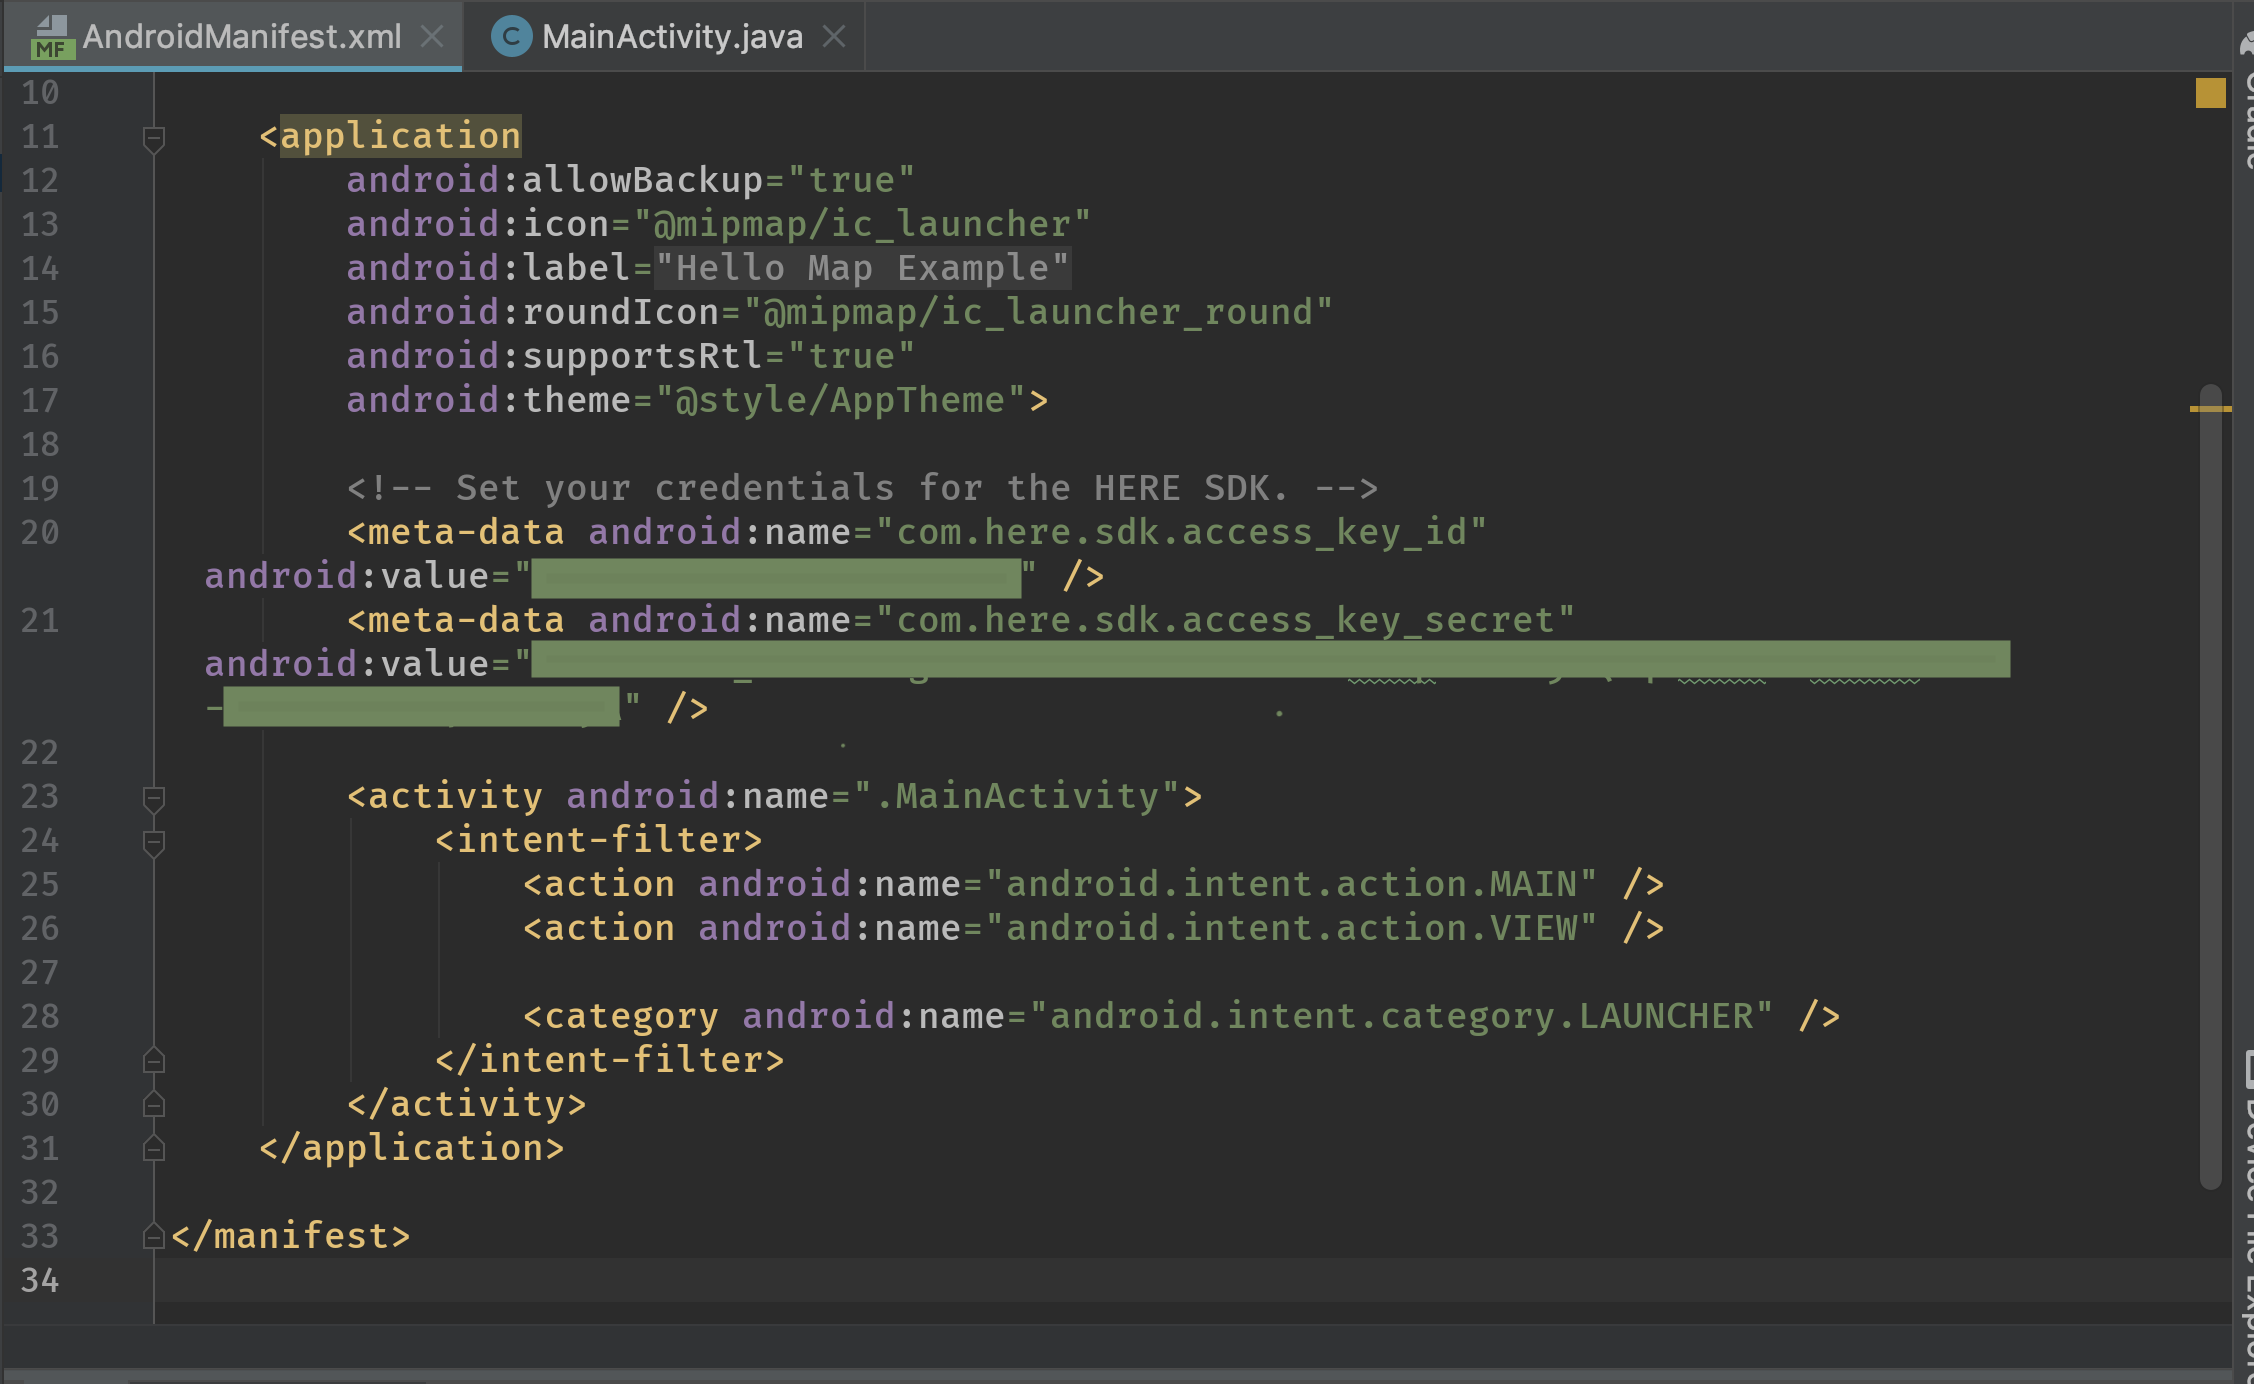 MF AndroidManifest.xml
C MainActivity.java
10
11 <application
12 android:allowBackup="true"
13 android:icon="@mipmap/ic_launcher"
14 android:label="Hello Map Example"
15 android:roundIcon="@mipmap/ic_launcher_round"
16 android:supportsRtl="true"
17 android:theme="@style/AppTheme">
18
19 <!-- Set your credentials for the HERE SDK. -->
20 <meta-data android:name="com.here.sdk.access_key_id"
android:value="" />
21 <meta-data android:name="com.here.sdk.access_key_secret"
android:value="
-" />
22
23 <activity android:name=".MainActivity">
24 <intent-filter>
25 <action android:name="android.intent.action.MAIN" />
26 <action android:name="android.intent.action.VIEW" />
27
28 <category android:name="android.intent.category.LAUNCHER" />
29 </intent-filter>
30 </activity>
31 </application>
32
33 </manifest>
34
Gradle
Device File Explorer